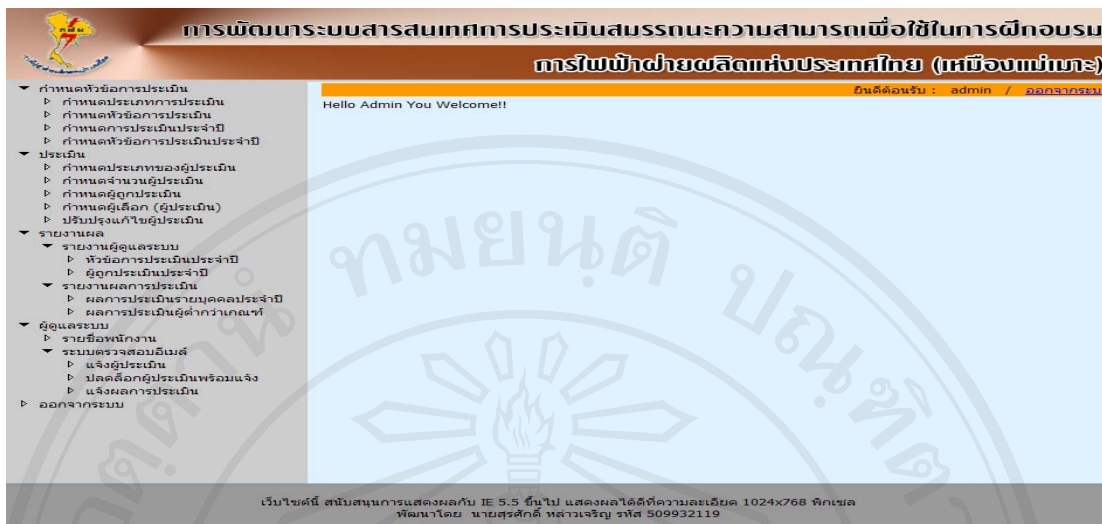 การพัฒนาระบบสารสนเทศการประเมินสมรรถนะความสามารถเพื่อใช้ในการฝึกอบรม
การไฟฟ้าฝ่ายผลิตแห่งประเทศไทย (เหมืองแม่เมาะ)
กำหนดหัวข้อการประเมิน
กำหนดประเภทการประเมิน
กำหนดหัวข้อการประเมิน
กำหนดการประเมินประจำปี
กำหนดหัวข้อการประเมินประจำปี
ประเมิน
กำหนดประเภทของผู้ประเมิน
กำหนดจำนวนผู้ประเมิน
กำหนดผู้ถูกประเมิน
กำหนดผู้เลือก (ผู้ประเมิน)
ปรับปรุงแก้ไขผู้ประเมิน
รายงานผล
รายงานผู้ดูแลระบบ
หัวข้อการประเมินประจำปี
ผู้ถูกประเมินประจำปี
รายงานผลการประเมิน
ผลการประเมินรายบุคคลประจำปี
ผลการประเมินผู้ต่ำกว่าเกณฑ์
ผู้ดูแลระบบ
รายชื่อพนักงาน
ระบบตรวจสอบอีเมล์
แจ้งผู้ประเมิน
ปลดล็อกผู้ประเมินพร้อมแจ้ง
แจ้งผลการประเมิน
ออกจากระบบ
ยินดีต้อนรับ : admin / ออกจากระบ
Hello Admin You Welcome!!
เว็บไซต์นี้ สนับสนุนการแสดงผลกับ IE 5.5 ขึ้นไป แสดงผลได้ดีที่ความละเอียด 1024x768 พิกเซล
พัฒนาโดย นายสุรศักดิ์ หล่าวเจริญ รหัส 509932119